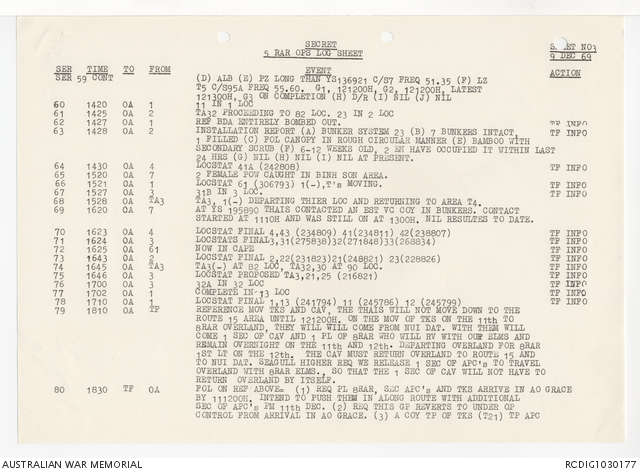 SECRET
5 RAR OPS LOG SHEET
SHEET NO3
9 DEC 69
SER TIME TO FROM EVENT ACTION
SER 59 CONT (D) ALB (E) PZ LONG THAN YS136921 C/S7 FREQ 51.35 (F) LZ
T5 C/S95A FREQ 55.60. G1, 121200H, G2, 121200H, LATEST
121300H, G3 ON COMPLETION (H) D/R (I) NIL (J) NIL
60 1420 OA 1 11 IN 1 LOC
61 1425 OA 2 TA32 PROCEEDING TO 82 LOC. 23 IN 2 LOC
62 1427 OA 1 REF BDA ENTIRELY BOMBED OUT. TF INFO
63 1428 OA 2 INSTALLATION REPORT (A) BUNKER SYSTEM 23 (B) 7 BUNKERS INTACT, TF INFO
1 FILLED (C) FOL CANOPY IN ROUGH CIRCULAR MANNER (E) BAMBOO WITH
SECONDARY SCRUB (F) 6-12 WEEKS OLD, 2 EN HAVE OCCUPIED IT WITHIN LAST
24 HRS (G) NIL (H) NIL (I) NIL AT PRESENT.
64 1430 OA 4 LOCSTAT 41A (242808) TF INFO
65 1520 OA 7 2 FEMALE POW CAUGHT IN BINH SON AREA.
66 1521 OA 1 LOCSTAT 61 (306793) 1(-),T's MOVING. TF INFO
67 1527 OA 3 31B IN 3 LOC. TF INFO
68 1528 OA TA3 TA3, 1(-) DEPARTING THIER LOC AND RETURNING TO AREA T4. TF INFO
69 1620 OA 7 AT YS 195890 THAIS CONTACTED AN EST VC COY IN BUNKERS. CONTACT
STARTED AT 1110H AND WAS STILL ON AT 1300H, NIL RESULTES TO DATE.
70 1623 OA 4 LOCSTAT FINAL 4,43 (234809) 41(234811) 42(238807) TF INFO
71 1624 OA 3 LOCSTATS FINAL3,31(275838)32(271848)33(268834) TF INFO
72 1625 OA 61 NOW IN CAPE TF INFO
73 1643 OA 2 LOCSTAT FINAL 2,22(231823)21(248821) 23(228826) TF INFO
74 1645 OA TA3 TA3(-) AT 82 LOC, TA32,30 AT 90 LOC. TF INFO
75 1646 OA 3 LOCSTAT PROPOSED TA3,21,25 (216821) TF INFO
76 1700 OA 3 32A IN 32 LOC TF INFO
77 1702 OA 1 COMPLETE IN 13 LOC TF INFO
78 1710 OA 1 LOCSTAT FINAL 1,13 (241794) 11 (245786) 12 (245799) TF INFO
79 1810 OA TF REFERENCE MOV TKS AND CAV, THE THAIS WILL NOT MOVE DOWN TO THE
ROUTE 15 AREA UNTIL 121200H. ON THE MOV OF TKS ON THE 11th TO
8RAR OVERLAND, THEY WILL WILL COME FROM NUI DAT. WITH THEM WILL
COME 1 SEC OF CAV AND 1 PL OF 8RAR WHO WILL RV WITH OUR ELMS AND
REMAIN OVERNIGHT ON THE 11th AND 12th. DEPARTING OVERLAND FOR 8RAR
1ST LT ON THE 12th. THE CAV MUST RETURN OVERLAND TO ROUTE 15 AND
TO NUI DAT. SEAGULL HIGHER REQ WE RELEASE 1 SEC OF APC's TO TRAVEL
OVERLAND WITH 8RAR ELMS., SO THAT THE 1 SEC OF CAV WILL NOT HAVE TO
RETURN OVERLAND BY ITSELF.
80 1830 TF OA FOL ON REF ABOVE= (1) REQ PL 8RAR, SEC APC's AND TKS ARRIVE IN AO GRACE
BY 111200H. INTEND TO PUSH THEM IN ALONG ROUTE WITH ADDITIONAL
SEC OF APC's PM 11th DEC. (2) REQ THIS GP REVERTS TO UNDER OP
CONTROL FROM ARRIVAL IN AO GRACE. (3) A COY TP OF TKS (T21) TP APC
AUSTRALIAN WAR MEMORIAL
RCDIG1030177